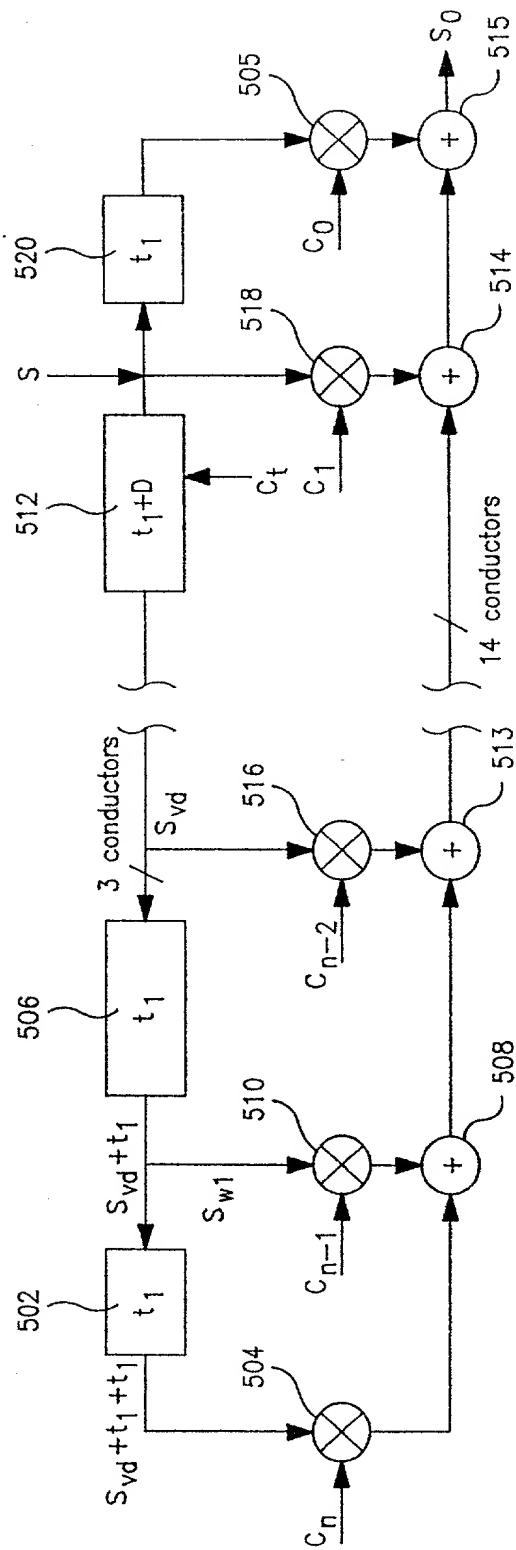 S
512
520
t₁+D
t₁
Cₜ
505
518
C₀
C₁
S₀
515
514
14 conductors
3 conductors
Svd
506
t₁
516
Cn−2
513
Svd+t₁
Sw1
502
t₁
510
Cn−1
508
Svd+t₁+t₁
504
Cn